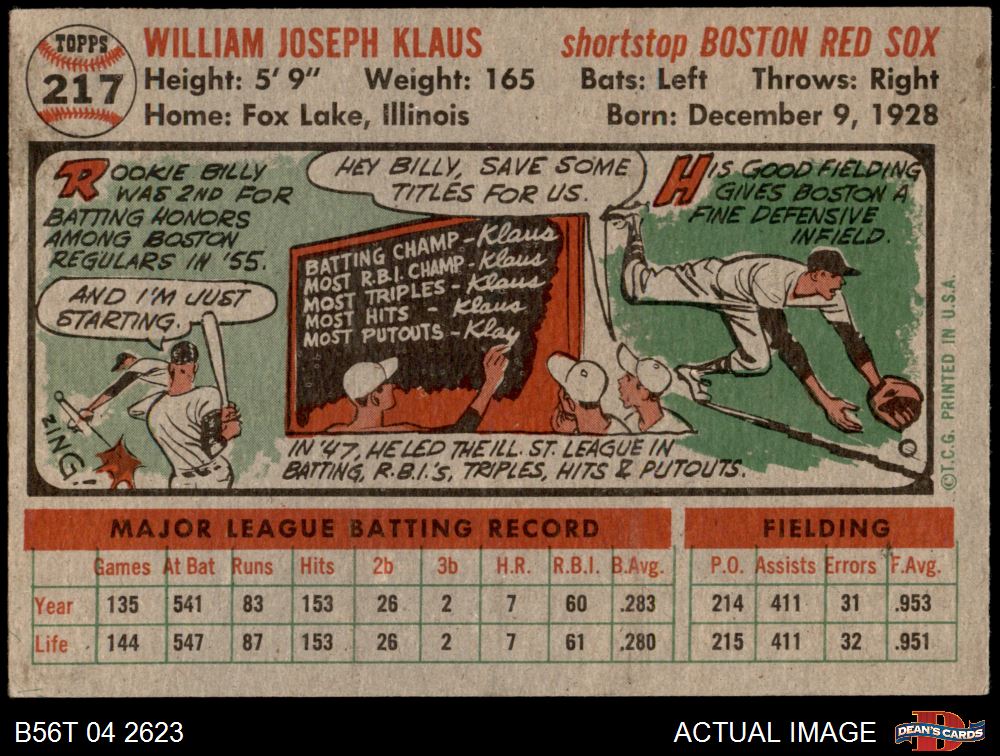 TOPPS
217
WILLIAM JOSEPH KLAUS
shortstop BOSTON RED SOX
Height: 5' 9" Weight: 165 Bats: Left Throws: Right
Home: Fox Lake, Illinois Born: December 9, 1928
ROOKIE BILLY
WAS 2ND FOR
BATTING HONORS
AMONG BOSTON
REGULARS IN '55.
AND I'M JUST
STARTING.
ZING!
HEY BILLY, SAVE SOME
TITLES FOR US.
BATTING CHAMP - Klaus
MOST R.B.I. CHAMP - Klaus
MOST TRIPLES - Klaus
MOST HITS - Klaus
MOST PUTOUTS - Klau
IN '47, HE LED THE ILL. ST. LEAGUE IN
BATTING, R.B.I.'S, TRIPLES, HITS & PUTOUTS.
HIS GOOD FIELDING
GIVES BOSTON A
FINE DEFENSIVE
INFIELD.
© T.C.G. PRINTED IN U.S.A.
MAJOR LEAGUE BATTING RECORD FIELDING
Games At Bat Runs Hits 2b 3b H.R. R.B.I. B.Avg. P.O. Assists Errors F.Avg.
Year 135 541 83 153 26 2 7 60 .283 214 411 31 .953
Life 144 547 87 153 26 2 7 61 .280 215 411 32 .951
B56T 04 2623 ACTUAL IMAGE
DEAN'S CARDS